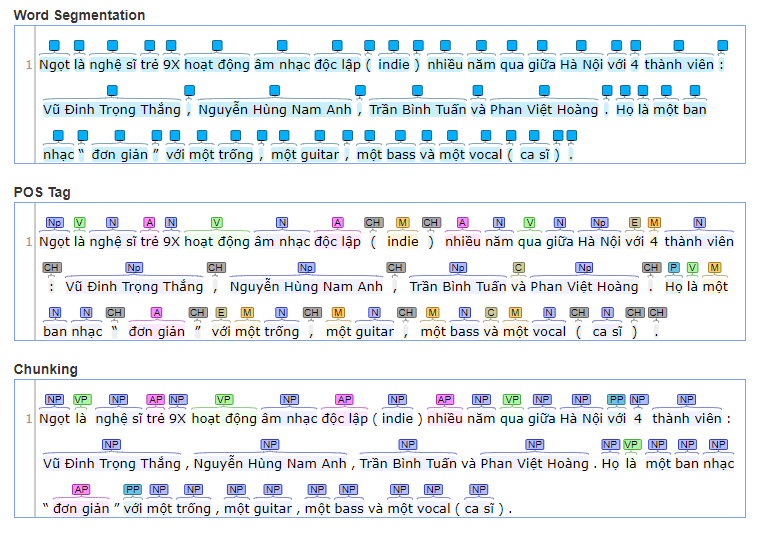 Word Segmentation
1 Ngọt là nghệ sĩ trẻ 9X hoạt động âm nhạc độc lập ( indie ) nhiều năm qua giữa Hà Nội với 4 thành viên :
Vũ Đinh Trọng Thắng , Nguyễn Hùng Nam Anh , Trần Bình Tuấn và Phan Việt Hoàng . Họ là một ban
nhạc “ đơn giản ” với một trống , một guitar , một bass và một vocal ( ca sĩ ) .
POS Tag
Np V N A N V N A CH M CH A N V N Np E M N
1 Ngọt là nghệ sĩ trẻ 9X hoạt động âm nhạc độc lập ( indie ) nhiều năm qua giữa Hà Nội với 4 thành viên
CH Np CH Np CH Np C Np CH P V M
: Vũ Đinh Trọng Thắng , Nguyễn Hùng Nam Anh , Trần Bình Tuấn và Phan Việt Hoàng . Họ là một
N N CH A CH E M N CH M N CH M N C M N CH N CH CH
ban nhạc “ đơn giản ” với một trống , một guitar , một bass và một vocal ( ca sĩ ) .
Chunking
NP VP NP AP NP VP NP AP NP AP NP VP NP NP PP NP NP
1 Ngọt là nghệ sĩ trẻ 9X hoạt động âm nhạc độc lập ( indie ) nhiều năm qua giữa Hà Nội với 4 thành viên :
NP NP NP NP NP VP NP NP NP
Vũ Đinh Trọng Thắng , Nguyễn Hùng Nam Anh , Trần Bình Tuấn và Phan Việt Hoàng . Họ là một ban nhạc
AP PP NP NP NP NP NP NP NP NP
“ đơn giản ” với một trống , một guitar , một bass và một vocal ( ca sĩ ) .